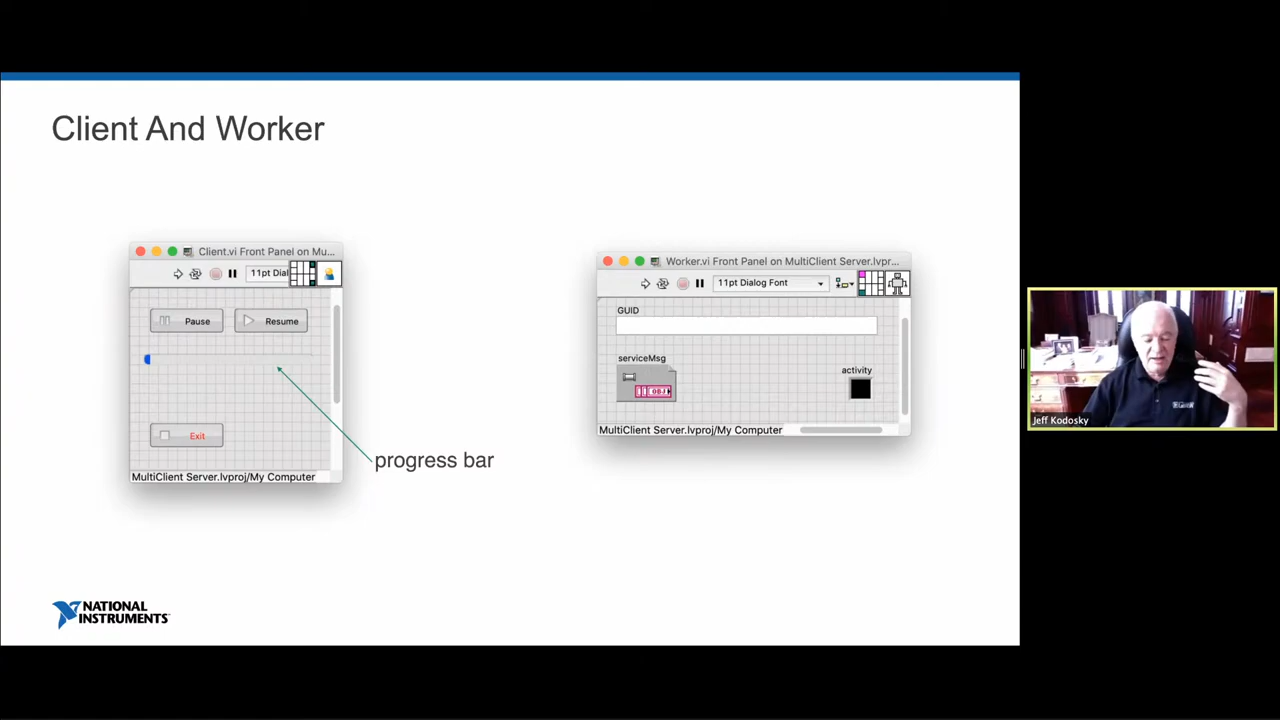 Client And Worker
Client.vi Front Panel on Mu...
11pt Dial
Pause
Resume
Exit
MultiClient Server.lvproj/My Computer
progress bar
Worker.vi Front Panel on MultiClient Server.lvpr...
11pt Dialog Font
GUID
serviceMsg
OBJ
activity
MultiClient Server.lvproj/My Computer
NATIONAL
INSTRUMENTS
Jeff Kodosky